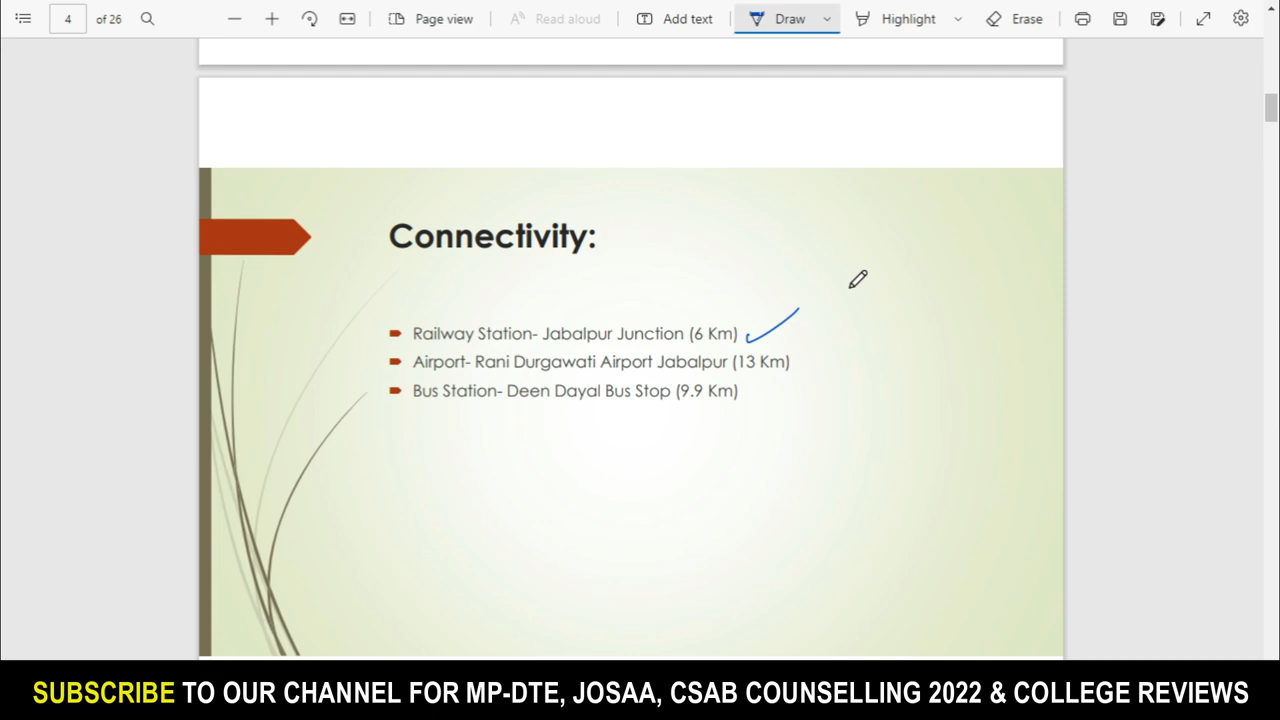 4 of 26 Page view Read aloud Add text Draw Highlight Erase
Connectivity:
Railway Station- Jabalpur Junction (6 Km)
Airport- Rani Durgawati Airport Jabalpur (13 Km)
Bus Station- Deen Dayal Bus Stop (9.9 Km)
SUBSCRIBE TO OUR CHANNEL FOR MP-DTE, JOSAA, CSAB COUNSELLING 2022 & COLLEGE REVIEWS